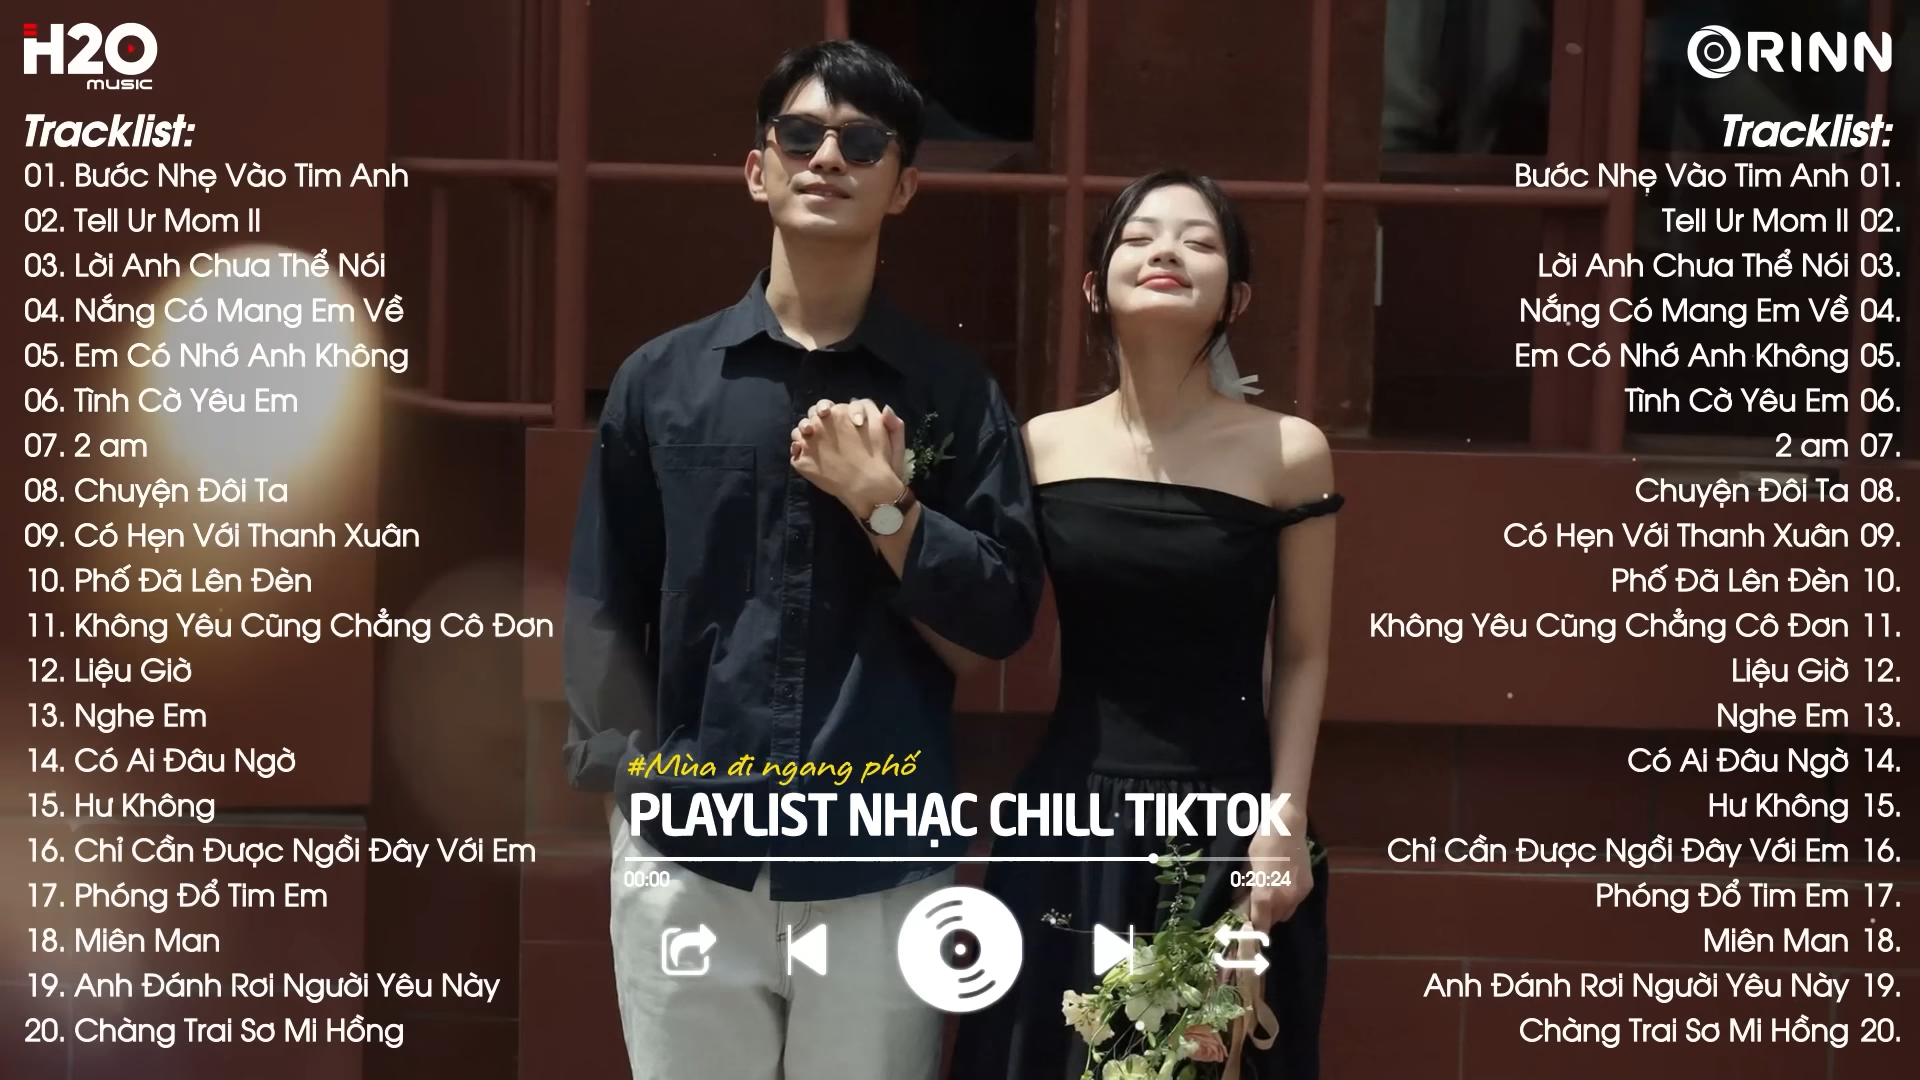 H2O
MUSIC
Tracklist:
01. Bước Nhẹ Vào Tim Anh
02. Tell Ur Mom II
03. Lời Anh Chưa Thể Nói
04. Nắng Có Mang Em Về
05. Em Có Nhớ Anh Không
06. Tình Cờ Yêu Em
07. 2 am
08. Chuyện Đôi Ta
09. Có Hẹn Với Thanh Xuân
10. Phố Đã Lên Đèn
11. Không Yêu Cũng Chẳng Cô Đơn
12. Liệu Giờ
13. Nghe Em
14. Có Ai Đâu Ngờ
15. Hư Không
16. Chỉ Cần Được Ngồi Đây Với Em
17. Phóng Đổ Tim Em
18. Miên Man
19. Anh Đánh Rơi Người Yêu Này
20. Chàng Trai Sơ Mi Hồng
#Mùa đi ngang phố
PLAYLIST NHẠC CHILL TIKTOK
00:00 0:20:24
ORINN
Tracklist:
Bước Nhẹ Vào Tim Anh 01.
Tell Ur Mom II 02.
Lời Anh Chưa Thể Nói 03.
Nắng Có Mang Em Về 04.
Em Có Nhớ Anh Không 05.
Tình Cờ Yêu Em 06.
2 am 07.
Chuyện Đôi Ta 08.
Có Hẹn Với Thanh Xuân 09.
Phố Đã Lên Đèn 10.
Không Yêu Cũng Chẳng Cô Đơn 11.
Liệu Giờ 12.
Nghe Em 13.
Có Ai Đâu Ngờ 14.
Hư Không 15.
Chỉ Cần Được Ngồi Đây Với Em 16.
Phóng Đổ Tim Em 17.
Miên Man 18.
Anh Đánh Rơi Người Yêu Này 19.
Chàng Trai Sơ Mi Hồng 20.